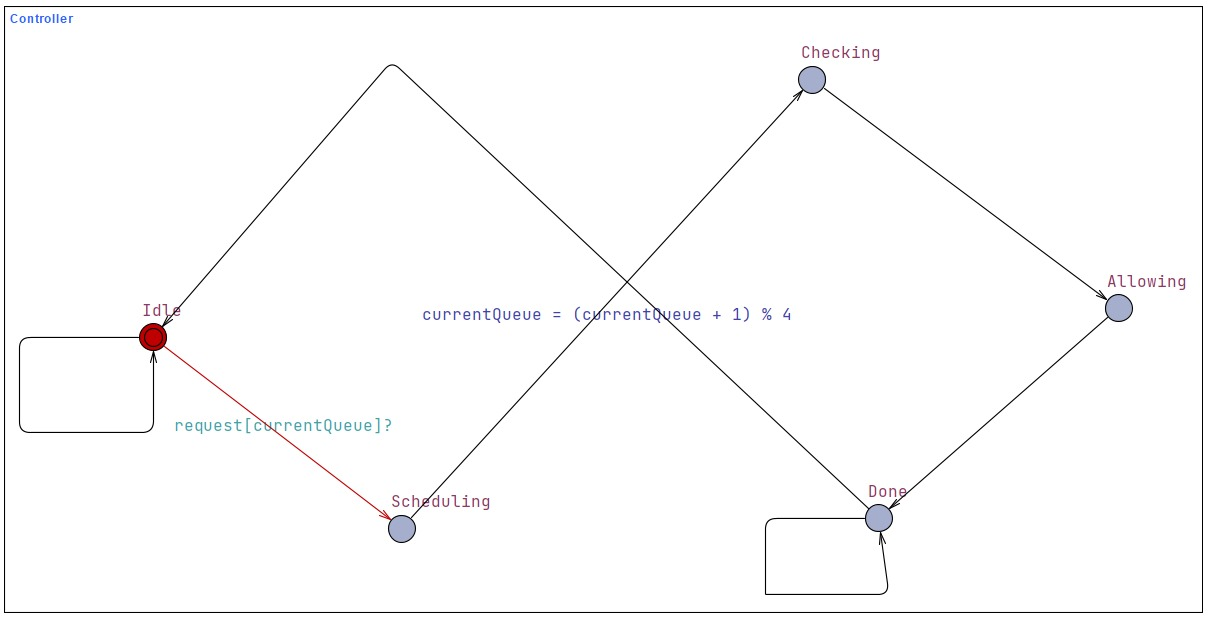 Controller
Checking
Allowing
Idle
currentQueue = (currentQueue + 1) % 4
request[currentQueue]?
Done
Scheduling